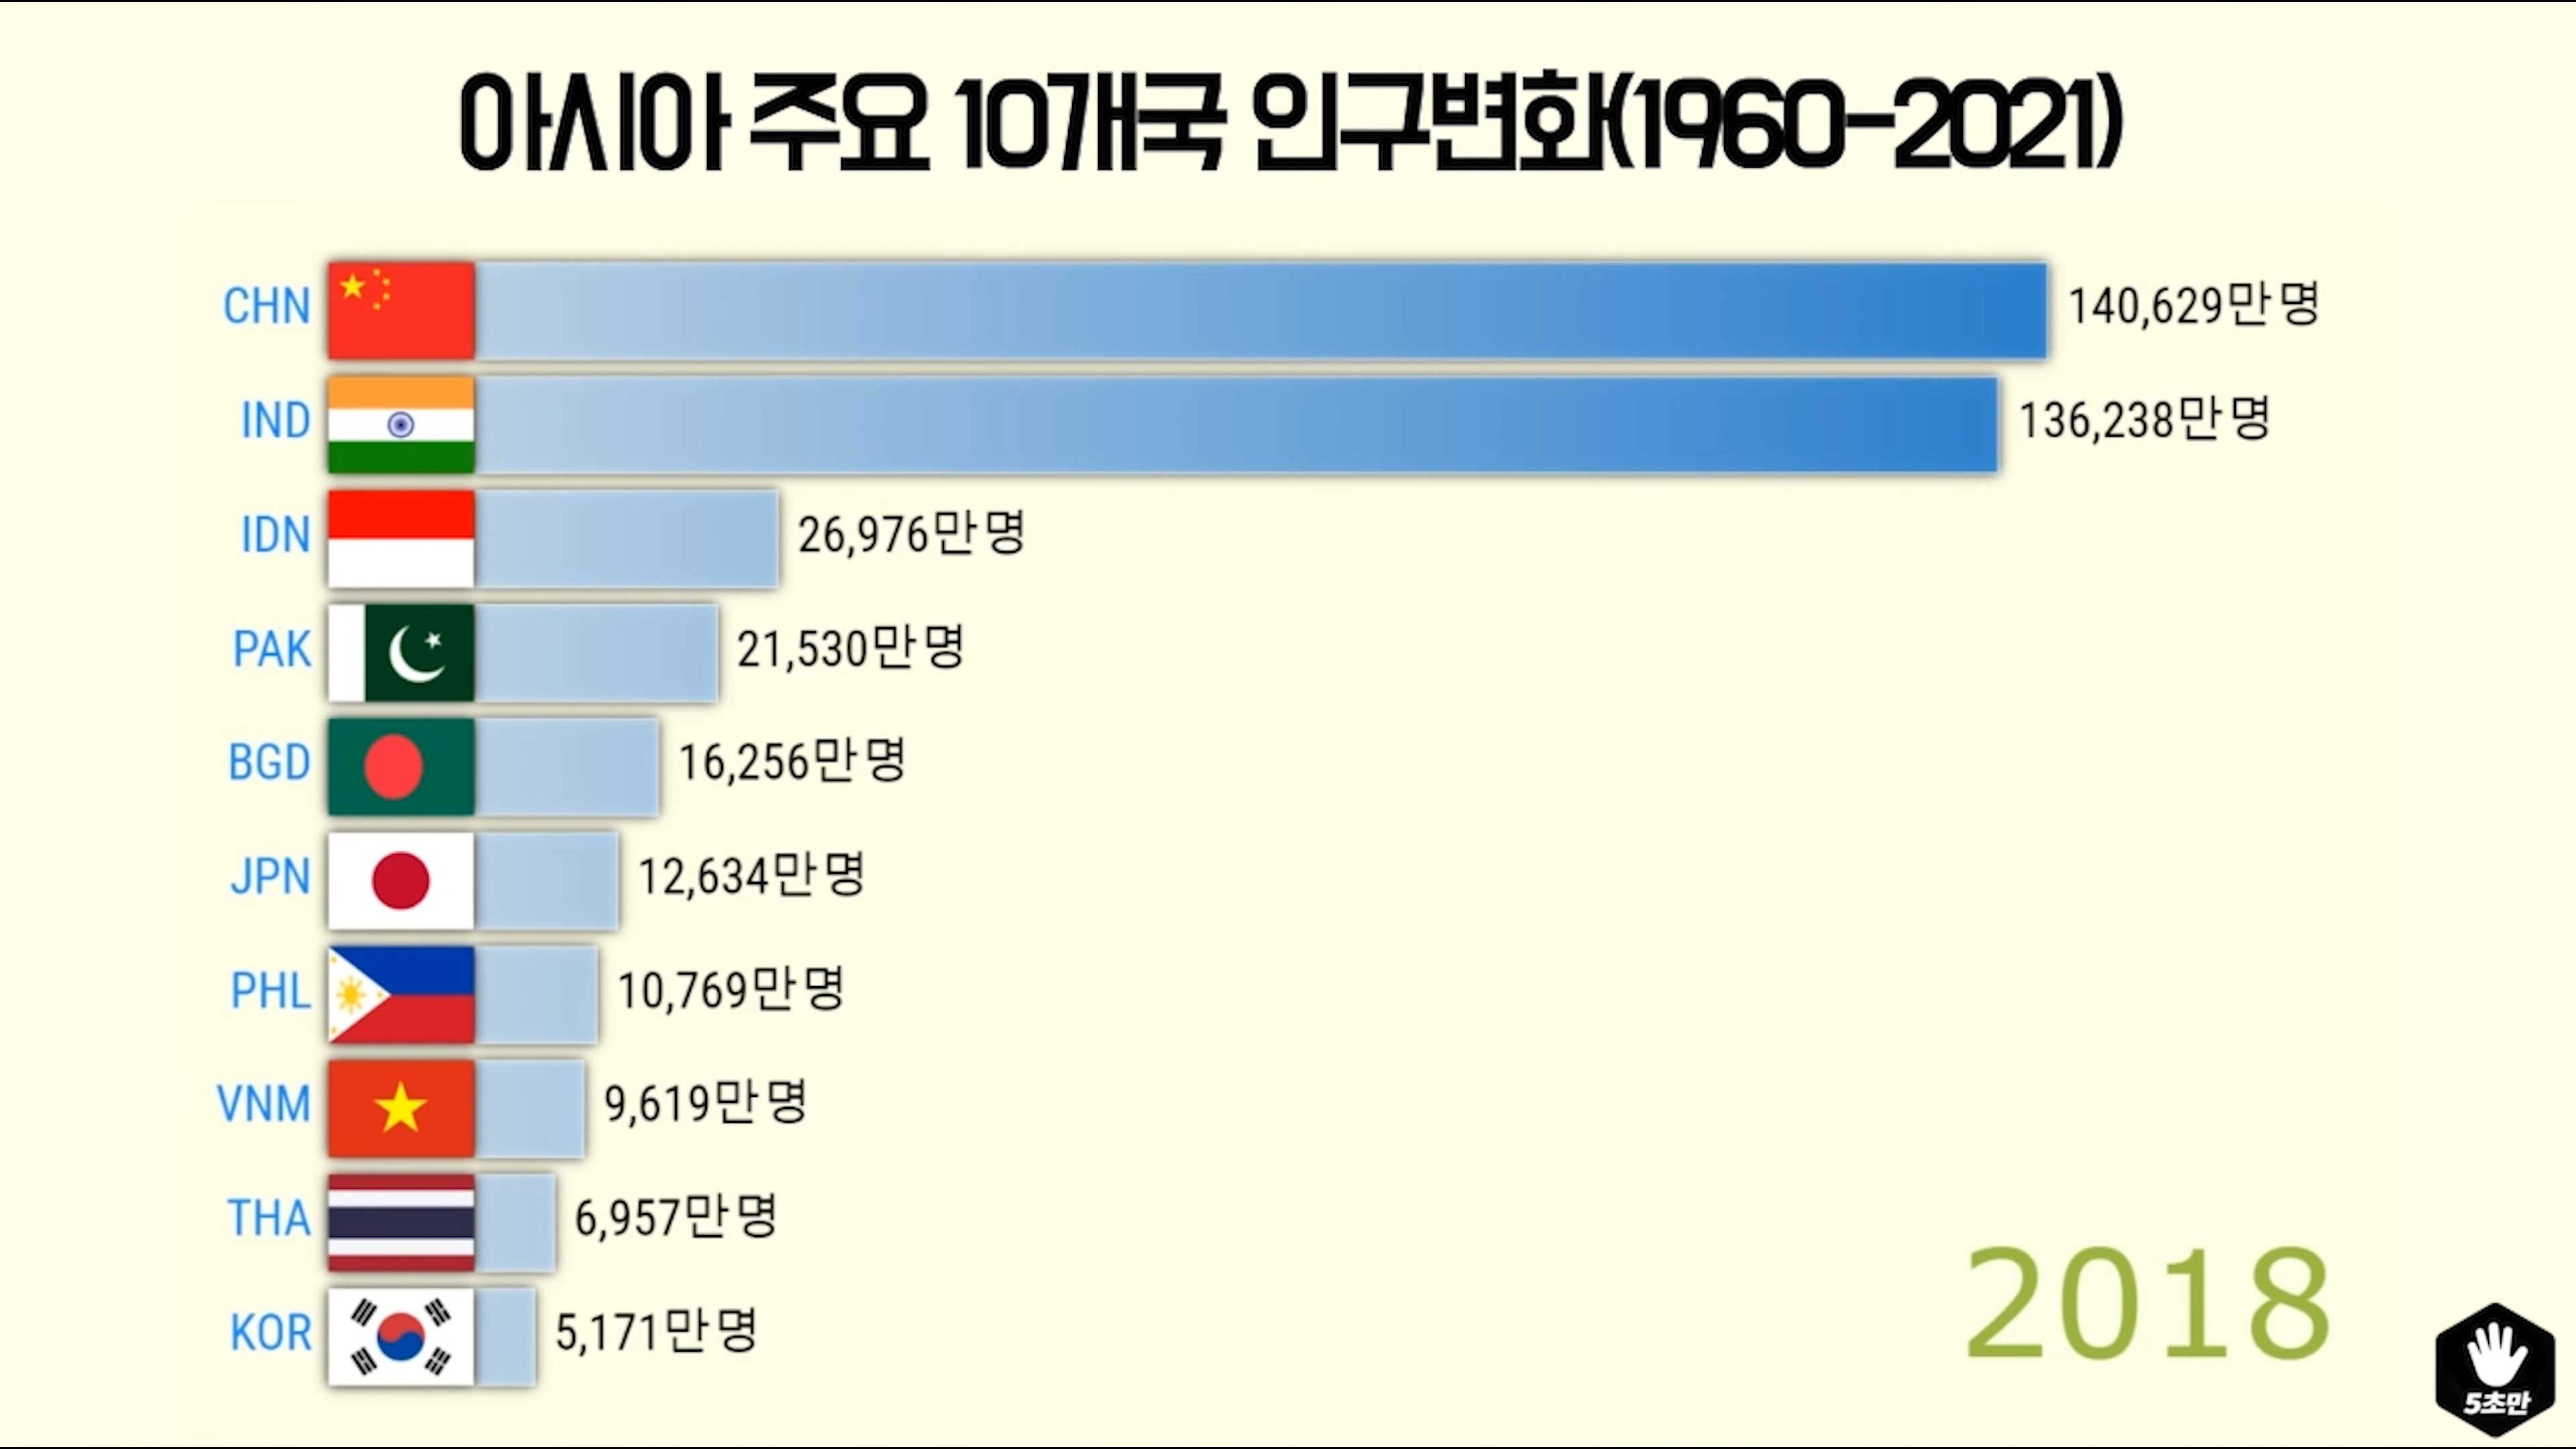 아시아 주요 10개국 인구변화(1960-2021)
CHN 140,629만 명
IND 136,238만 명
IDN 26,976만 명
PAK 21,530만 명
BGD 16,256만 명
JPN 12,634만 명
PHL 10,769만 명
VNM 9,619만 명
THA 6,957만 명
KOR 5,171만 명
2018
5초만